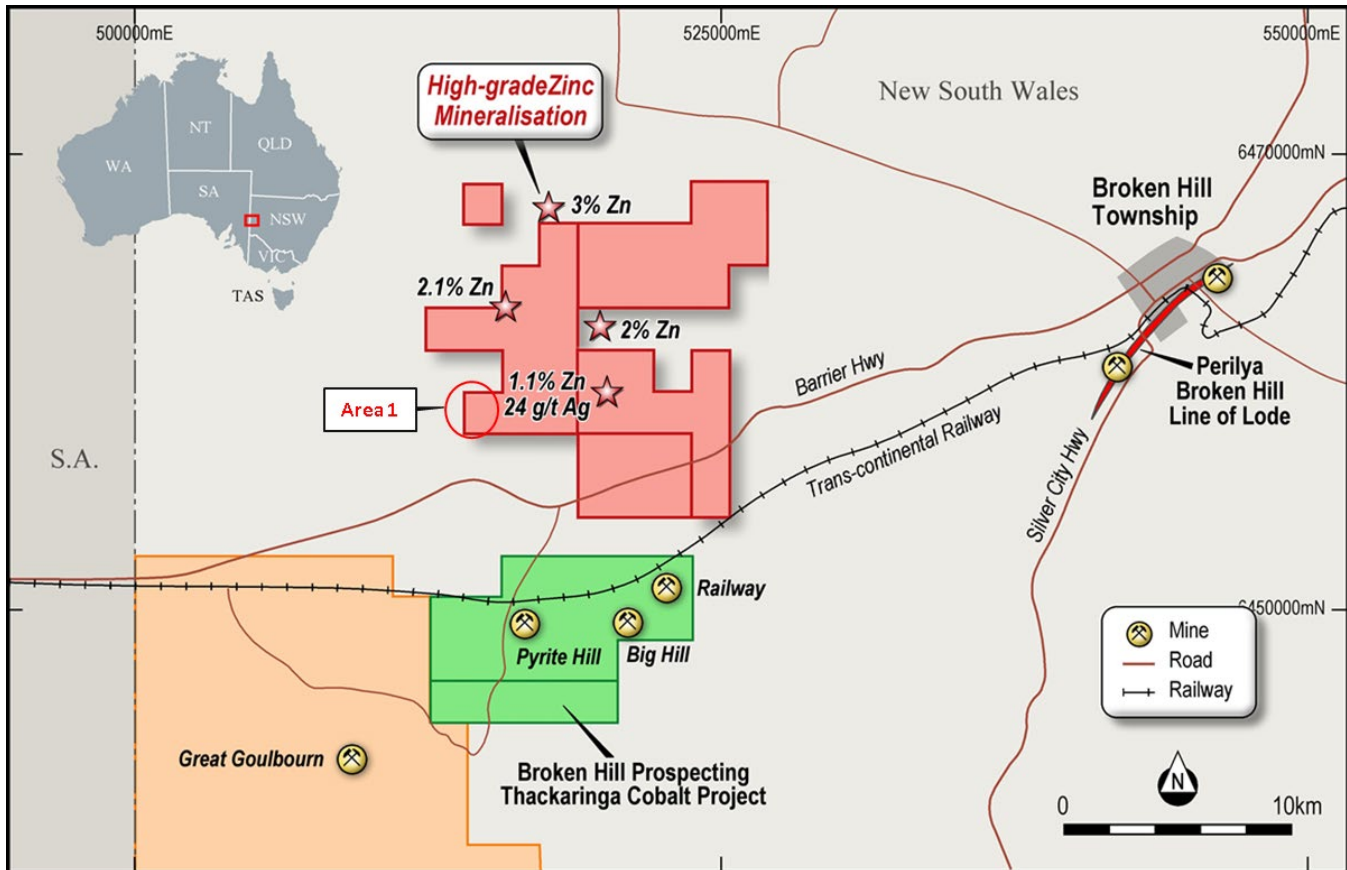 500000mE
525000mE
550000mE
High-gradeZinc
Mineralisation
New South Wales
NT
QLD
WA
SA
NSW
VIC
TAS
6470000mN
3% Zn
Broken Hill
Township
2.1% Zn
2% Zn
1.1% Zn
24 g/t Ag
Area 1
Barrier Hwy
Perilya
Broken Hill
Line of Lode
Trans-continental Railway
S.A.
Silver City Hwy
Railway
6450000mN
Pyrite Hill
Big Hill
Mine
Road
Railway
Great Goulbourn
Broken Hill Prospecting
Thackaringa Cobalt Project
N
0
10km